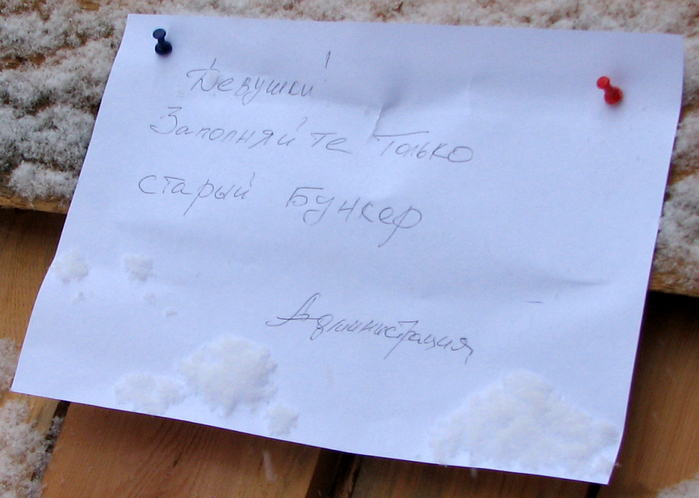 Девушки!
Заполняйте только
старый Бункер
Администрация